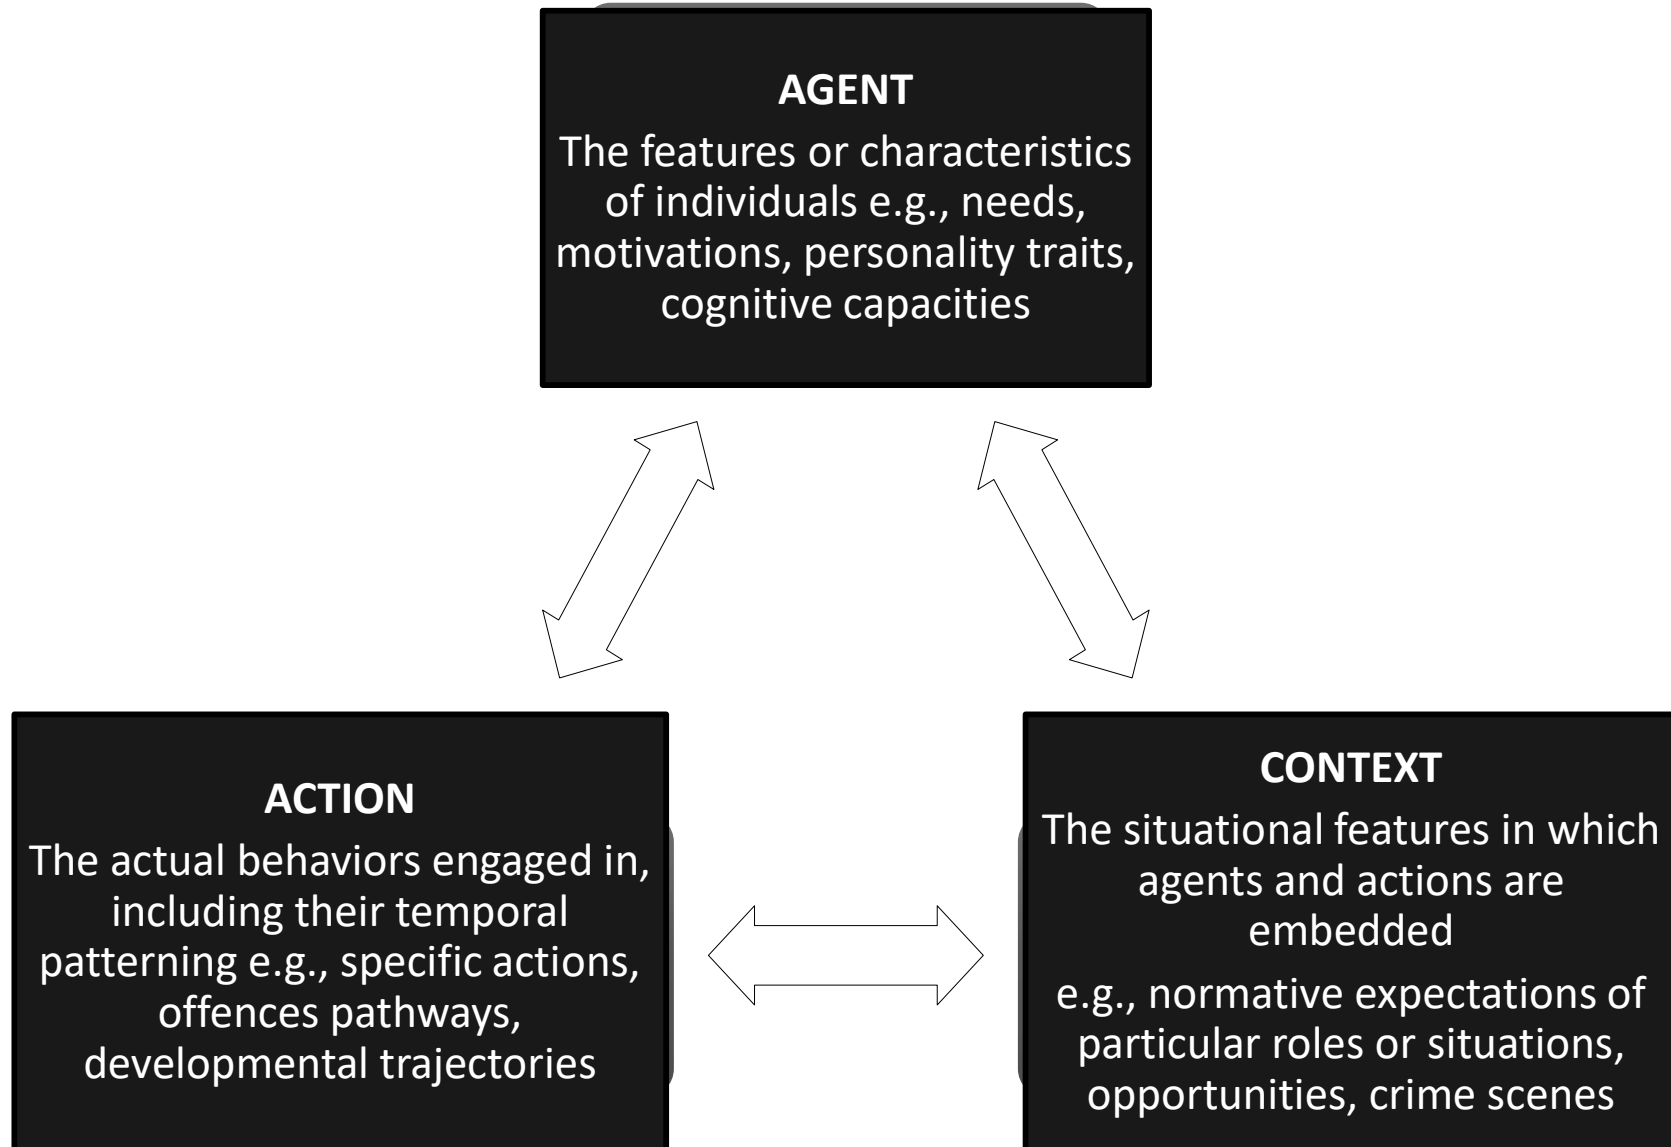 AGENT
The features or characteristics
of individuals e.g., needs,
motivations, personality traits,
cognitive capacities
ACTION
The actual behaviors engaged in,
including their temporal
patterning e.g., specific actions,
offences pathways,
developmental trajectories
CONTEXT
The situational features in which
agents and actions are
embedded
e.g., normative expectations of
particular roles or situations,
opportunities, crime scenes